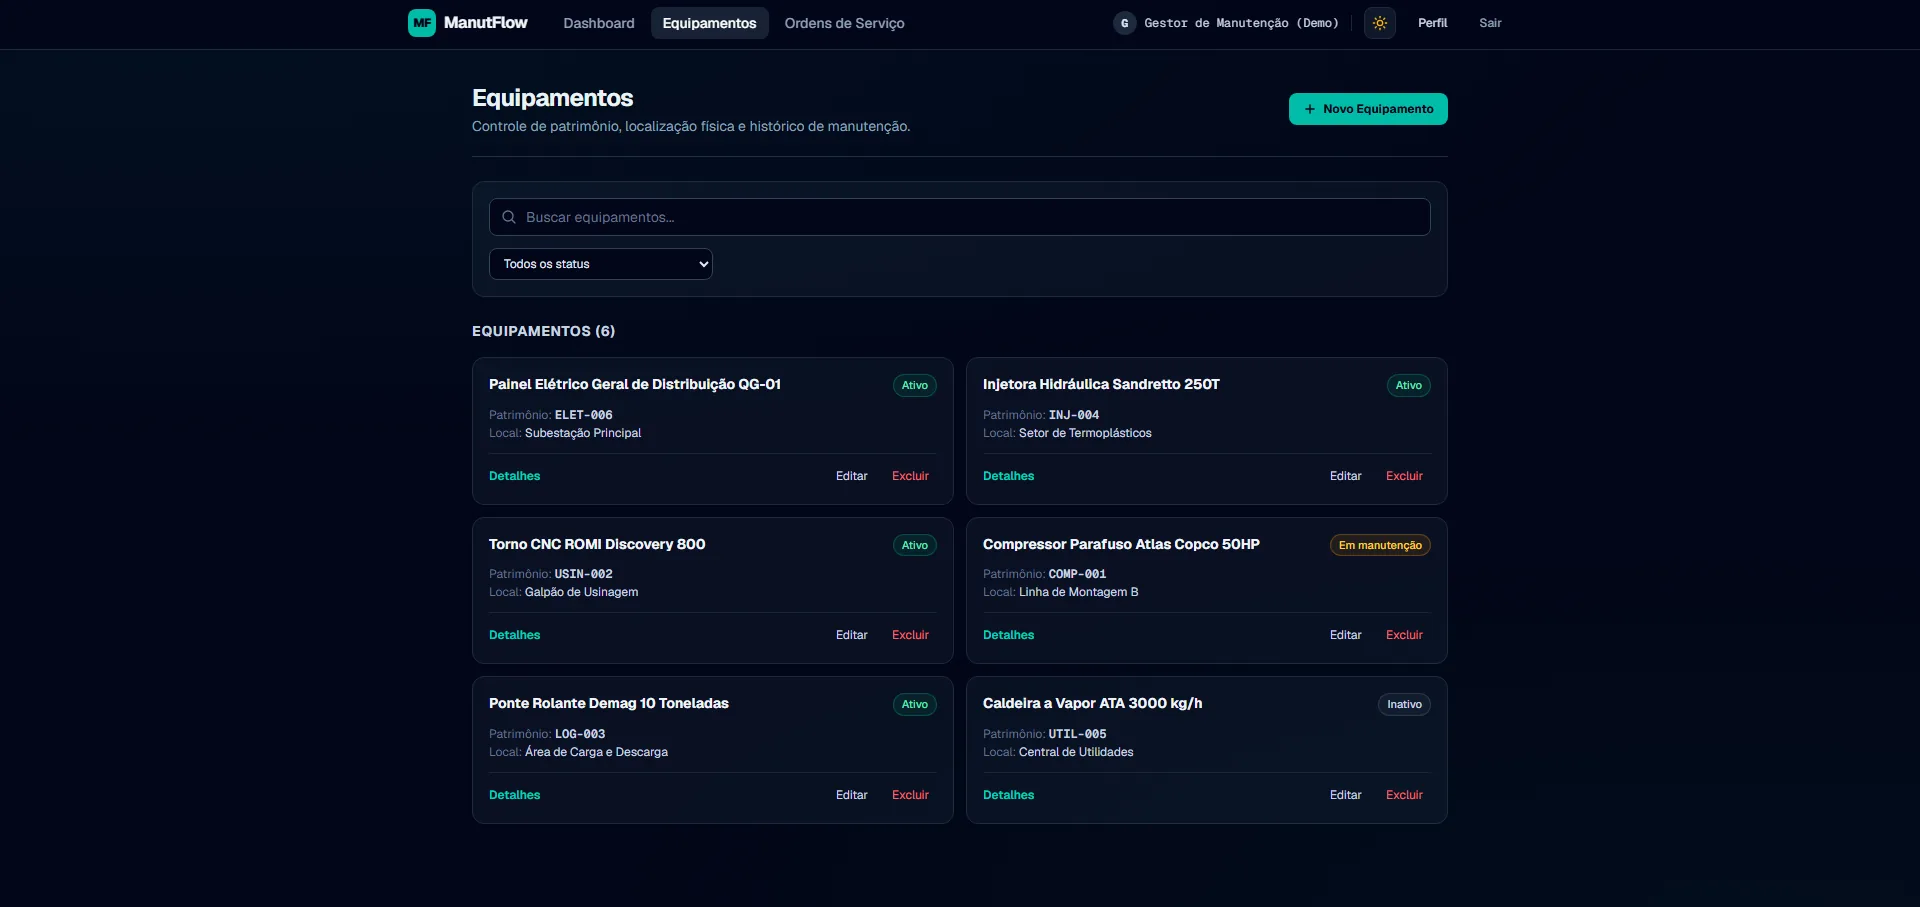 MF ManutFlow Dashboard Equipamentos Ordens de Serviço G Gestor de Manutenção (Demo) Perfil Sair
Equipamentos
Controle de patrimônio, localização física e histórico de manutenção.
+ Novo Equipamento
Buscar equipamentos...
Todos os status
EQUIPAMENTOS (6)
Painel Elétrico Geral de Distribuição QG-01 Ativo
Patrimônio: ELET-006
Local: Subestação Principal
Detalhes Editar Excluir
Injetora Hidráulica Sandretto 250T Ativo
Patrimônio: INJ-004
Local: Setor de Termoplásticos
Detalhes Editar Excluir
Torno CNC ROMI Discovery 800 Ativo
Patrimônio: USIN-002
Local: Galpão de Usinagem
Detalhes Editar Excluir
Compressor Parafuso Atlas Copco 50HP Em manutenção
Patrimônio: COMP-001
Local: Linha de Montagem B
Detalhes Editar Excluir
Ponte Rolante Demag 10 Toneladas Ativo
Patrimônio: LOG-003
Local: Área de Carga e Descarga
Detalhes Editar Excluir
Caldeira a Vapor ATA 3000 kg/h Inativo
Patrimônio: UTIL-005
Local: Central de Utilidades
Detalhes Editar Excluir